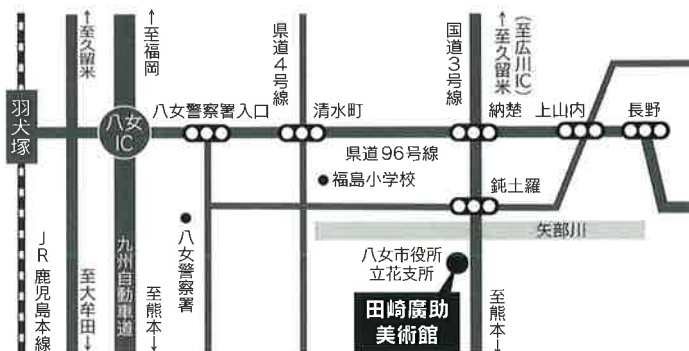 ←至久留米
←至福岡
県道4号線
国道3号線
(至広川IC)
←至久留米
羽犬塚
八女
IC
八女警察署入口
清水町
納楚
上山内
長野
県道96号線
福島小学校
鈍土羅
矢部川
JR鹿児島本線
至大牟田→
九州自動車道
至熊本→
八女警察署
八女市役所
立花支所
田崎廣助
美術館
至熊本→